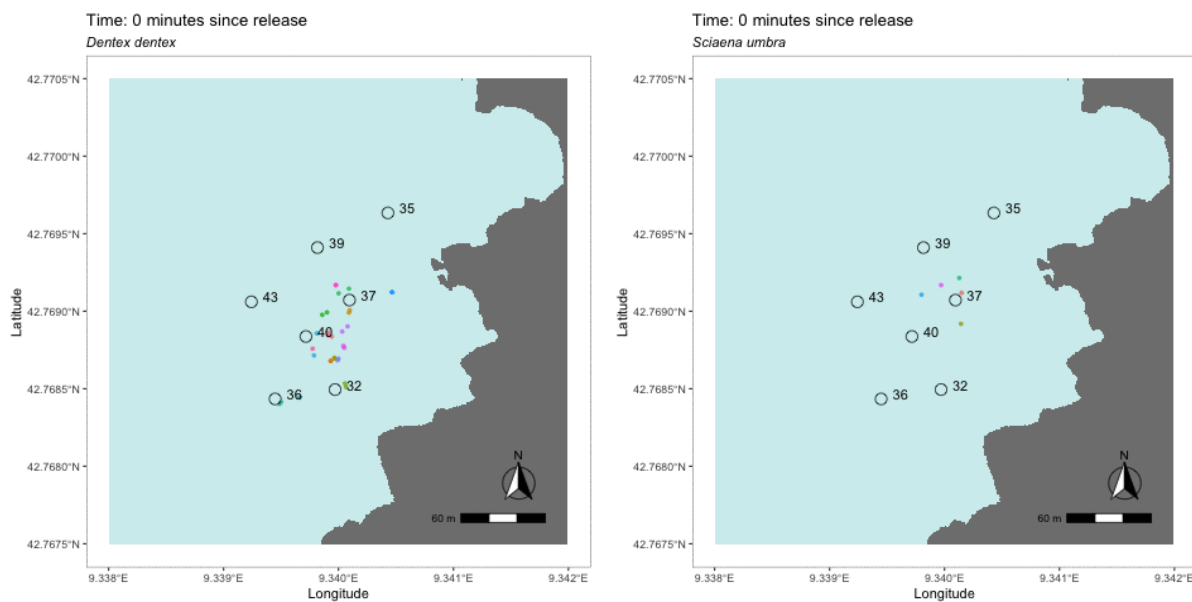 Time: 0 minutes since release
Dentex dentex
42.7705°N
42.7700°N
42.7695°N
42.7690°N
42.7685°N
42.7680°N
42.7675°N
Latitude
35
39
43
37
40
36
32
N
60 m
9.338°E
9.339°E
9.340°E
9.341°E
9.342°E
Longitude
Time: 0 minutes since release
Sciaena umbra
42.7705°N
42.7700°N
42.7695°N
42.7690°N
42.7685°N
42.7680°N
42.7675°N
Latitude
35
39
43
37
40
36
32
N
60 m
9.338°E
9.339°E
9.340°E
9.341°E
9.342°E
Longitude